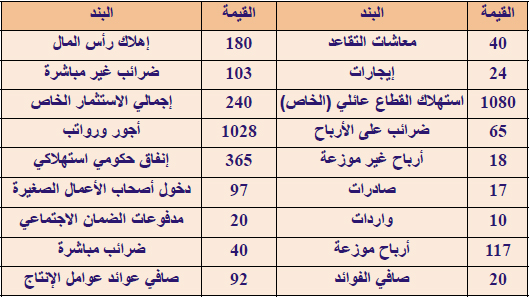 القيمة البند القيمة البند
40 معاشات التقاعد 180 إهلاك رأس المال
24 إيجارات 103 ضرائب غير مباشرة
1080 استهلاك القطاع عائلي (الخاص) 240 إجمالي الاستثمار الخاص
65 ضرائب على الأرباح 1028 أجور ورواتب
18 أرباح غير موزعة 365 إنفاق حكومي استهلاكي
17 صادرات 97 دخول أصحاب الأعمال الصغيرة
10 واردات 20 مدفوعات الضمان الاجتماعي
117 أرباح موزعة 40 ضرائب مباشرة
20 صافي الفوائد 92 صافي عوائد عوامل الإنتاج